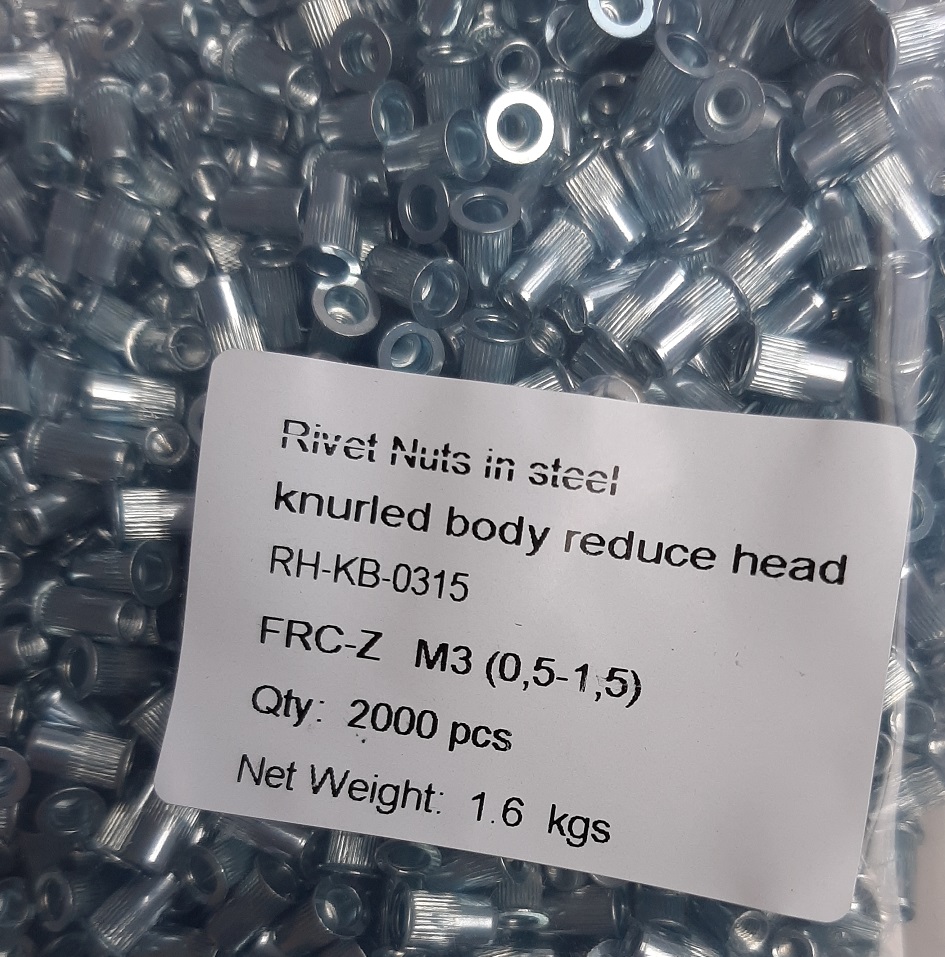 Rivet Nuts in steel
knurled body reduce head
RH-KB-0315
FRC-Z M3 (0,5-1,5)
Qty: 2000 pcs
Net Weight: 1.6 kgs